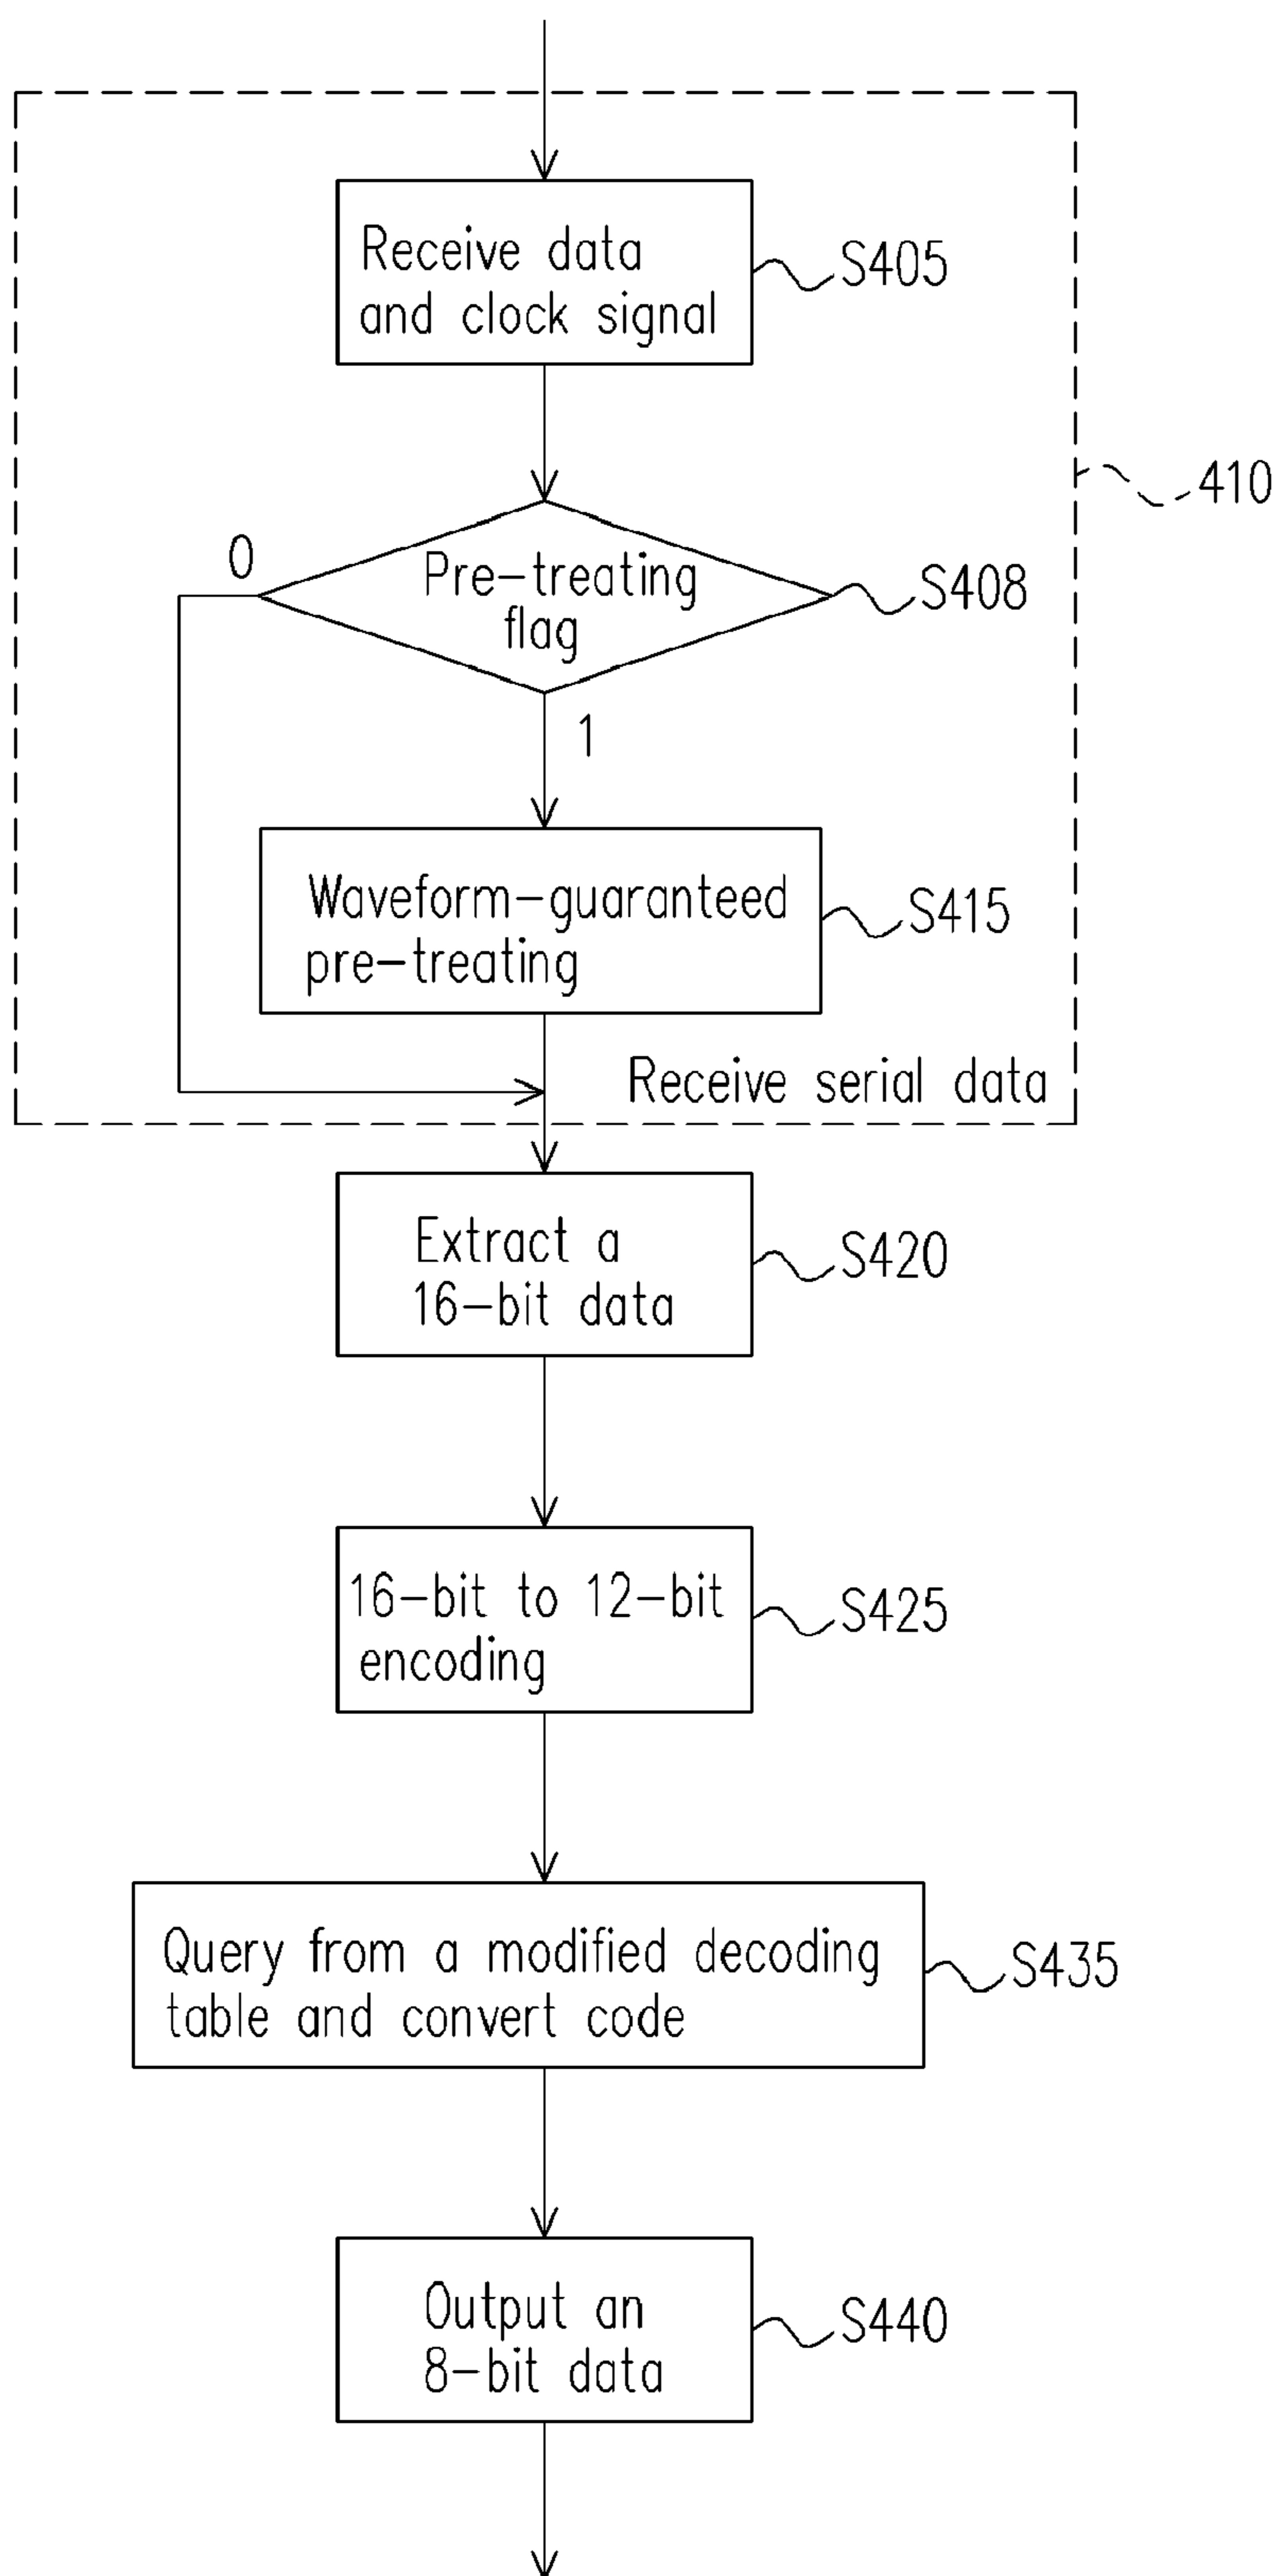 Receive data
and clock signal
S405
410
0
Pre-treating
flag
S408
1
Waveform-guaranteed
pre-treating
S415
Receive serial data
Extract a
16-bit data
S420
16-bit to 12-bit
encoding
S425
Query from a modified decoding
table and convert code
S435
Output an
8-bit data
S440